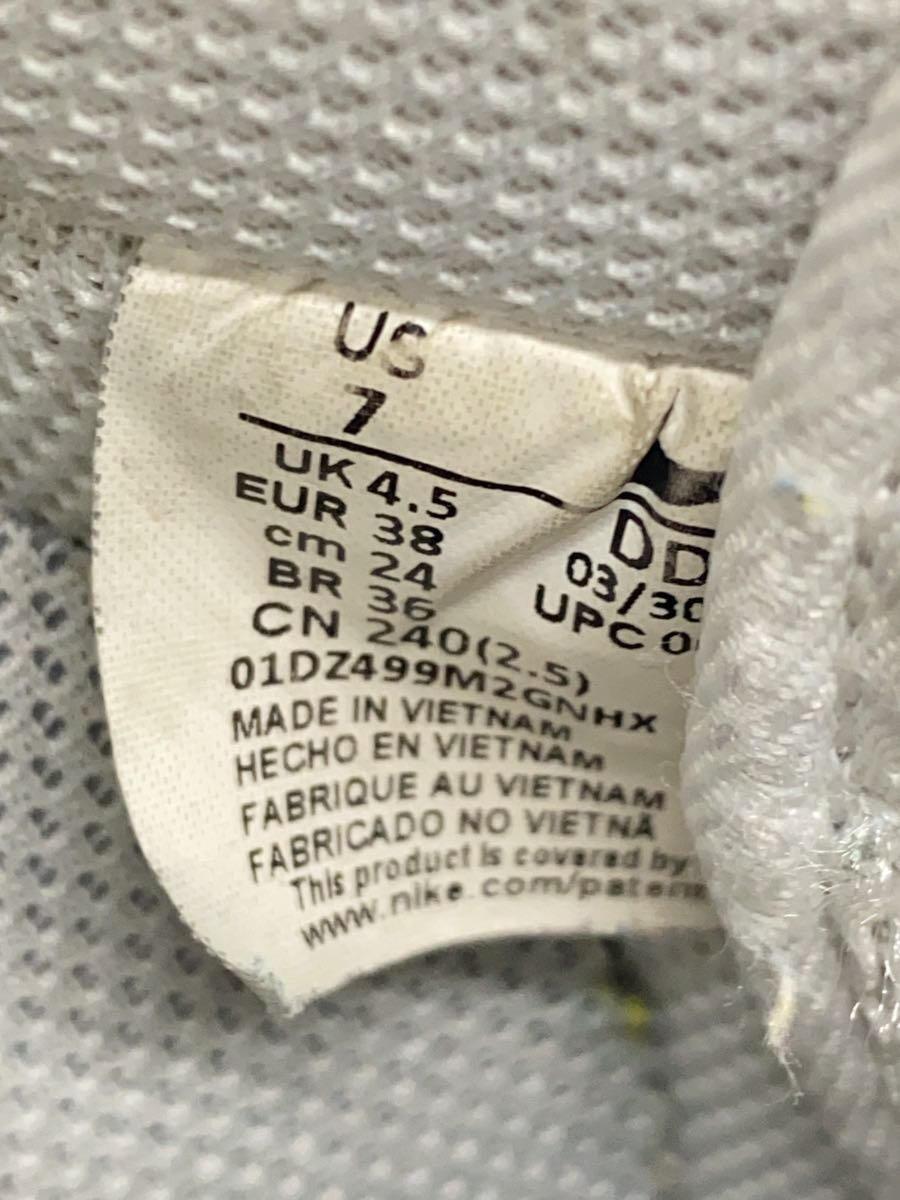 US
7
UK 4.5
EUR 38
cm 24
BR 36
CN 240(2.5)
01DZ499M2GNHX
MADE IN VIETNAM
HECHO EN VIETNAM
FABRIQUE AU VIETNAM
FABRICADO NO VIETNÃ
This product is covered by
www.nike.com/paten
D D
03/30
UPC 0